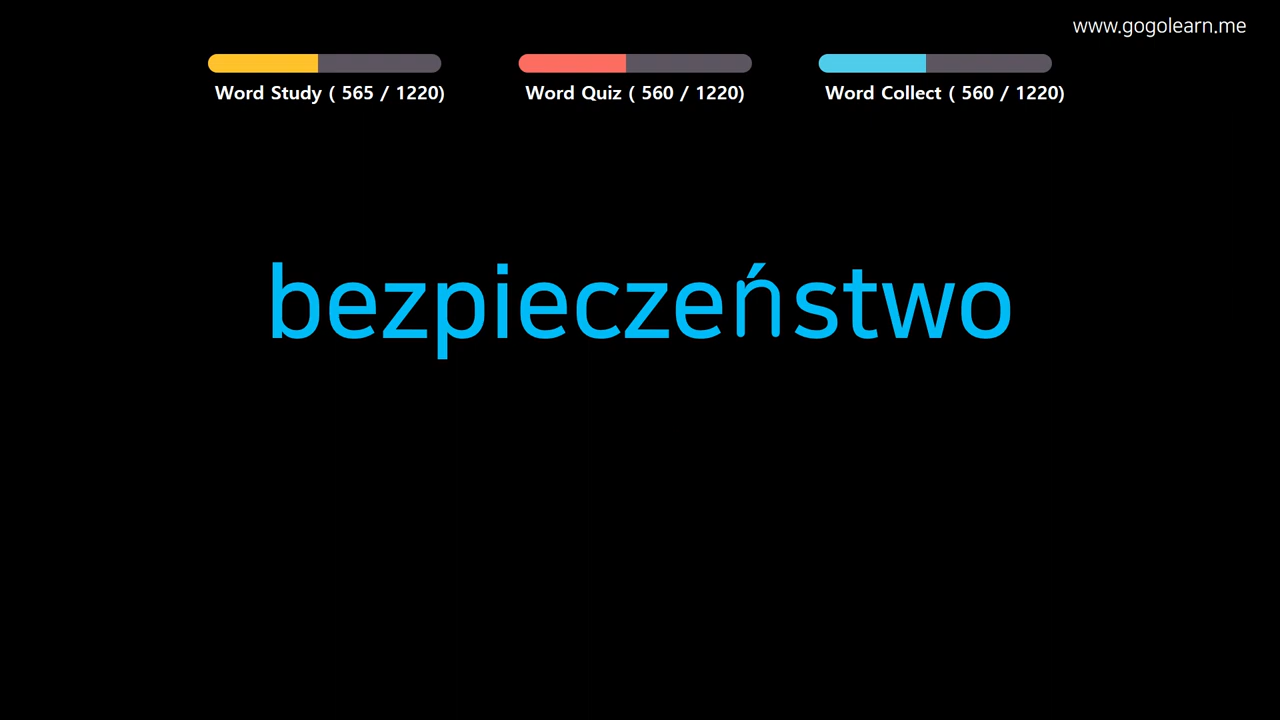 www.gogolearn.me
Word Study ( 565 / 1220)
Word Quiz ( 560 / 1220)
Word Collect ( 560 / 1220)
bezpieczeństwo